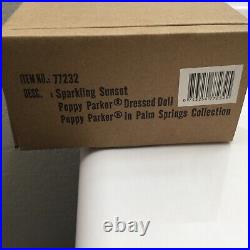 ITEM NO.: 77232
DESC. : Sparkling Sunset
Poppy Parker® Dressed Doll
Poppy Parker® In Palm Springs Collection